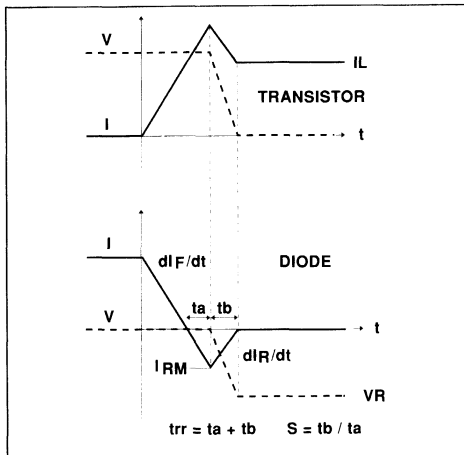 V
IL
TRANSISTOR
I
t
I
dIF/dt
DIODE
ta
tb
V
t
IRM
dIR/dt
VR
trr = ta + tb S = tb / ta